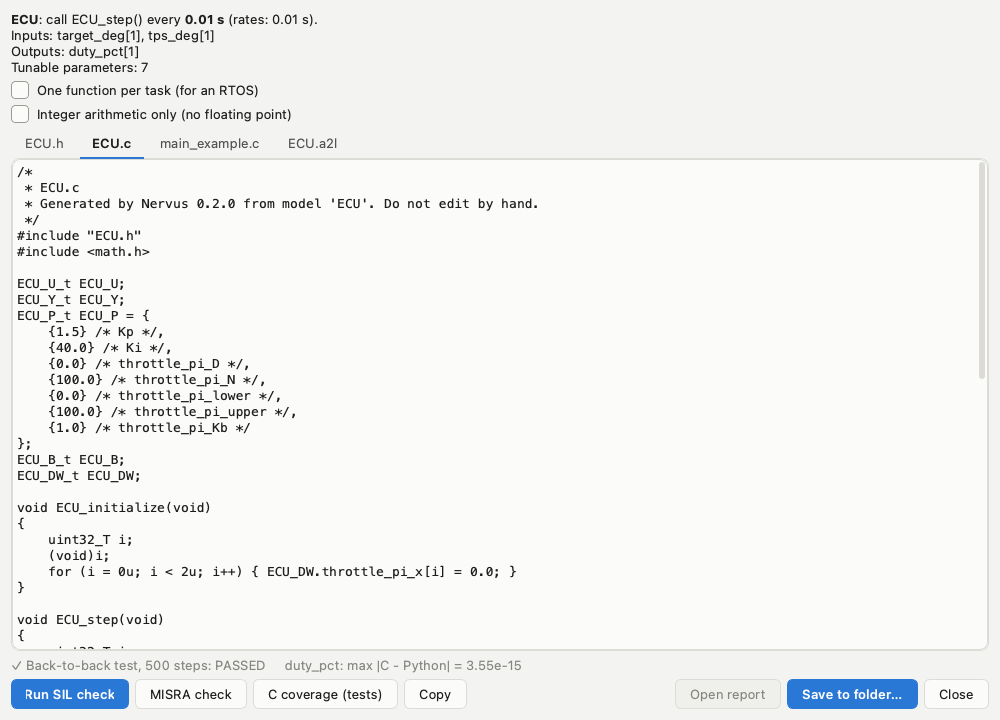 ECU: call ECU_step() every 0.01 s (rates: 0.01 s).
Inputs: target_deg[1], tps_deg[1]
Outputs: duty_pct[1]
Tunable parameters: 7
One function per task (for an RTOS)
Integer arithmetic only (no floating point)
ECU.h ECU.c main_example.c ECU.a2l
/*
 * ECU.c
 * Generated by Nervus 0.2.0 from model 'ECU'. Do not edit by hand.
 */
#include "ECU.h"
#include <math.h>

ECU_U_t ECU_U;
ECU_Y_t ECU_Y;
ECU_P_t ECU_P = {
    {1.5} /* Kp */,
    {40.0} /* Ki */,
    {0.0} /* throttle_pi_D */,
    {100.0} /* throttle_pi_N */,
    {0.0} /* throttle_pi_lower */,
    {100.0} /* throttle_pi_upper */,
    {1.0} /* throttle_pi_Kb */
};
ECU_B_t ECU_B;
ECU_DW_t ECU_DW;

void ECU_initialize(void)
{
    uint32_T i;
    (void)i;
    for (i = 0u; i < 2u; i++) { ECU_DW.throttle_pi_x[i] = 0.0; }
}

void ECU_step(void)
{
✓ Back-to-back test, 500 steps: PASSED duty_pct: max |C - Python| = 3.55e-15
Run SIL check MISRA check C coverage (tests) Copy Open report Save to folder... Close